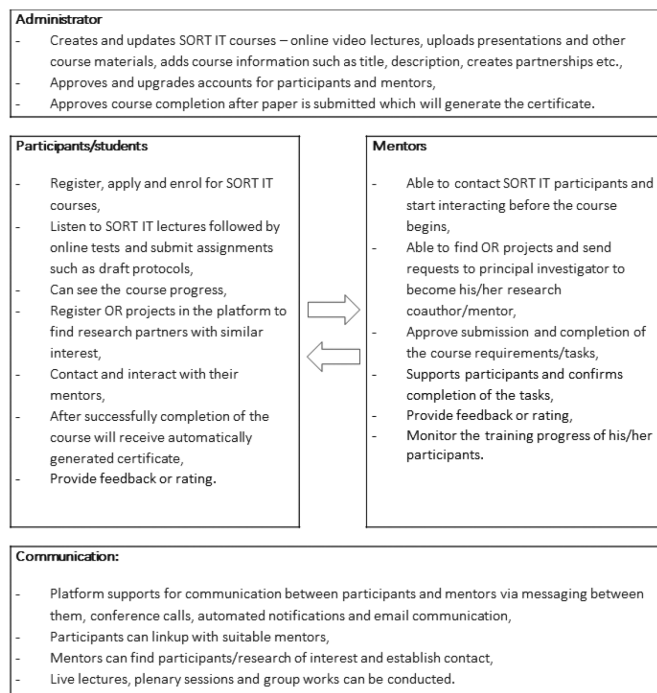 Administrator
- Creates and updates SORT IT courses – online video lectures, uploads presentations and other
course materials, adds course information such as title, description, creates partnerships etc.,
- Approves and upgrades accounts for participants and mentors,
- Approves course completion after paper is submitted which will generate the certificate.
Participants/students
- Register, apply and enrol for SORT IT
courses,
- Listen to SORT IT lectures followed by
online tests and submit assignments
such as draft protocols,
- Can see the course progress,
- Register OR projects in the platform to
find research partners with similar
interest,
- Contact and interact with their
mentors,
- After successfully completion of the
course will receive automatically
generated certificate,
- Provide feedback or rating.
Mentors
- Able to contact SORT IT participants and
start interacting before the course
begins,
- Able to find OR projects and send
requests to principal investigator to
become his/her research
coauthor/mentor,
- Approve submission and completion of
the course requirements/tasks,
- Supports participants and confirms
completion of the tasks,
- Provide feedback or rating,
- Monitor the training progress of his/her
participants.
Communication:
- Platform supports for communication between participants and mentors via messaging between
them, conference calls, automated notifications and email communication,
- Participants can linkup with suitable mentors,
- Mentors can find participants/research of interest and establish contact,
- Live lectures, plenary sessions and group works can be conducted.